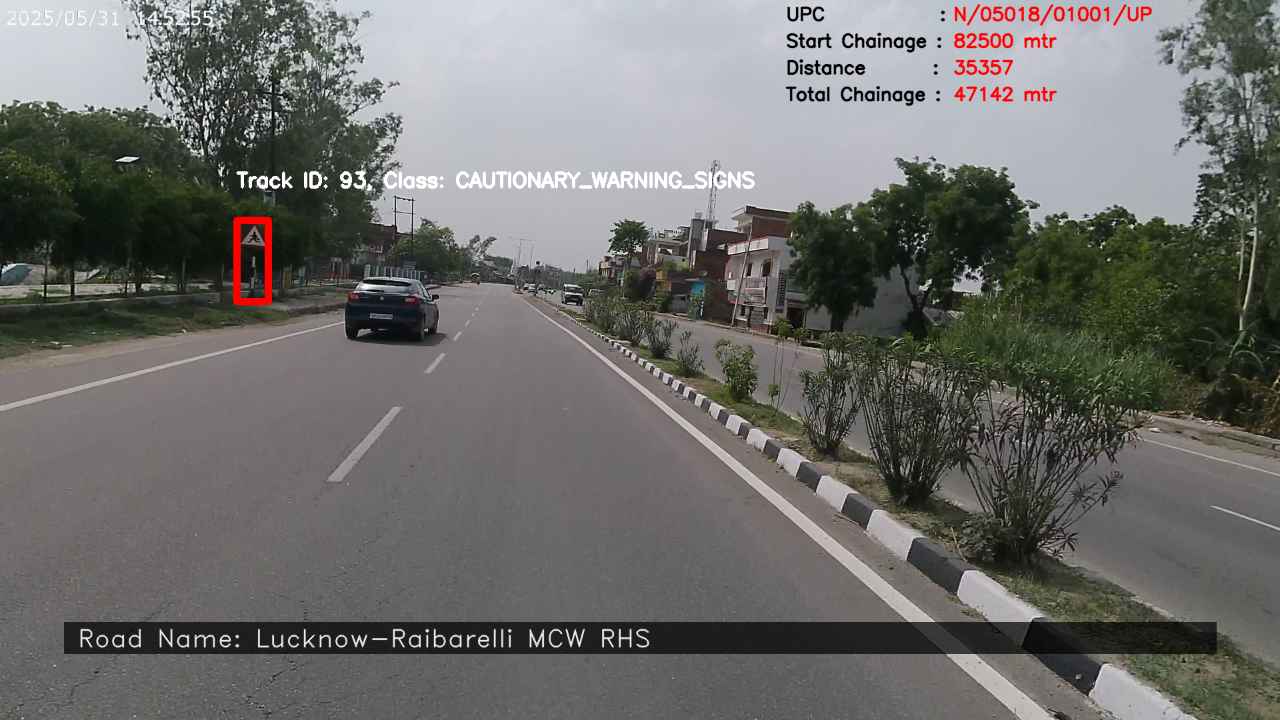 2025/05/31 14:52:55
UPC : N/05018/01001/UP
Start Chainage : 82500 mtr
Distance : 35357
Total Chainage : 47142 mtr
Track ID: 93, Class: CAUTIONARY_WARNING_SIGNS
Road Name: Lucknow-Raibarelli MCW RHS